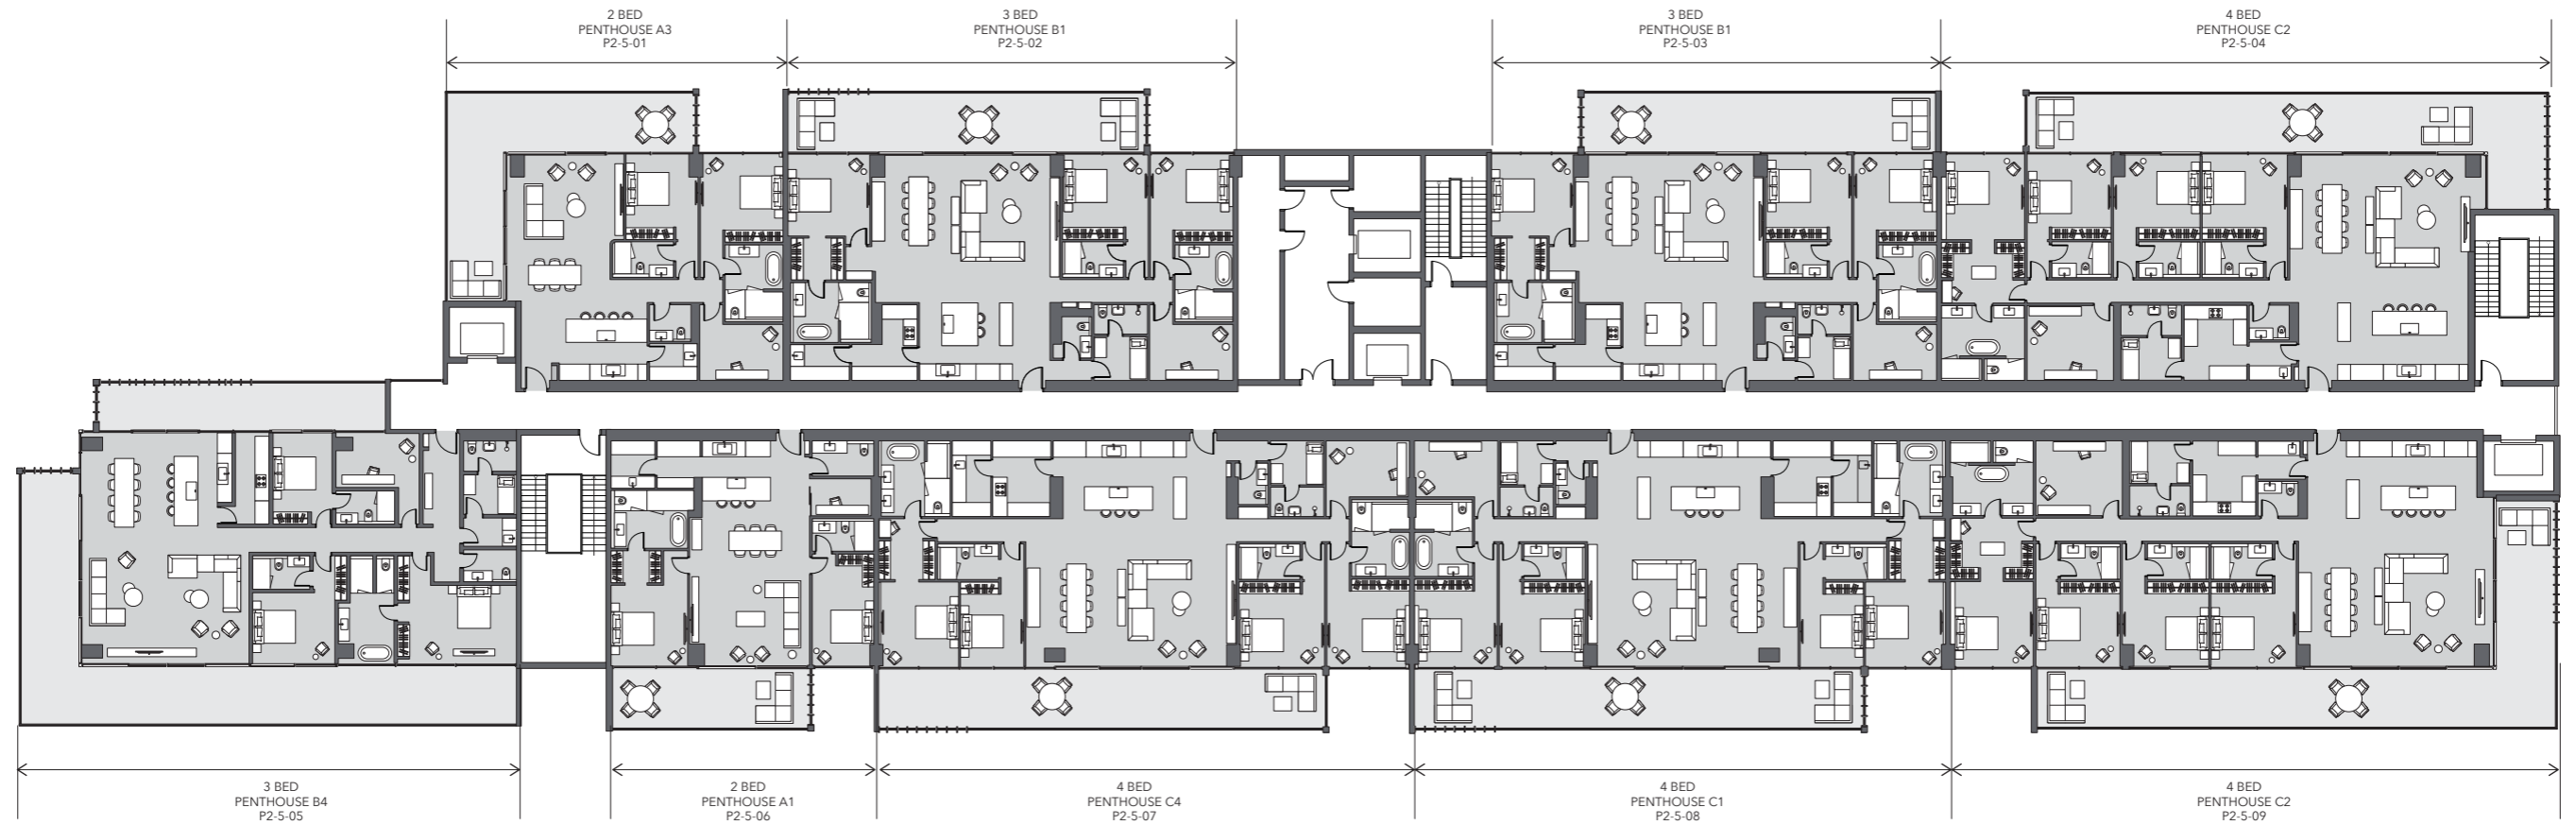 2 BED
PENTHOUSE A3
P2-5-01
3 BED
PENTHOUSE B1
P2-5-02
3 BED
PENTHOUSE B1
P2-5-03
4 BED
PENTHOUSE C2
P2-5-04
3 BED
PENTHOUSE B4
P2-5-05
2 BED
PENTHOUSE A1
P2-5-06
4 BED
PENTHOUSE C4
P2-5-07
4 BED
PENTHOUSE C1
P2-5-08
4 BED
PENTHOUSE C2
P2-5-09